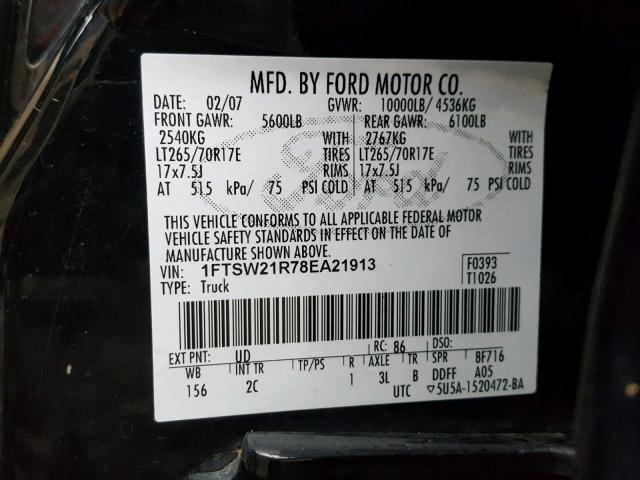 MFD. BY FORD MOTOR CO.
DATE: 02/07 GVWR: 10000LB/ 4536KG
FRONT GAWR: 5600LB REAR GAWR: 6100LB
2540KG WITH 2767KG WITH
LT265/70R17E TIRES LT265/70R17E TIRES
17x7.5J RIMS 17x7.5J RIMS
AT 515 kPa/ 75 PSI COLD AT 515 kPa/ 75 PSI COLD
Ford
THIS VEHICLE CONFORMS TO ALL APPLICABLE FEDERAL MOTOR
VEHICLE SAFETY STANDARDS IN EFFECT ON THE DATE OF
MANUFACTURE SHOWN ABOVE.
VIN: 1FTSW21R78EA21913 F0393
TYPE: Truck T1026
EXT PNT: UD RC: 86 DSO:
WB INT TR TP/PS R AXLE TR SPR 8F716
156 2C 1 3L B DDFF A05
UTC ▽5U5A-1520472-BA